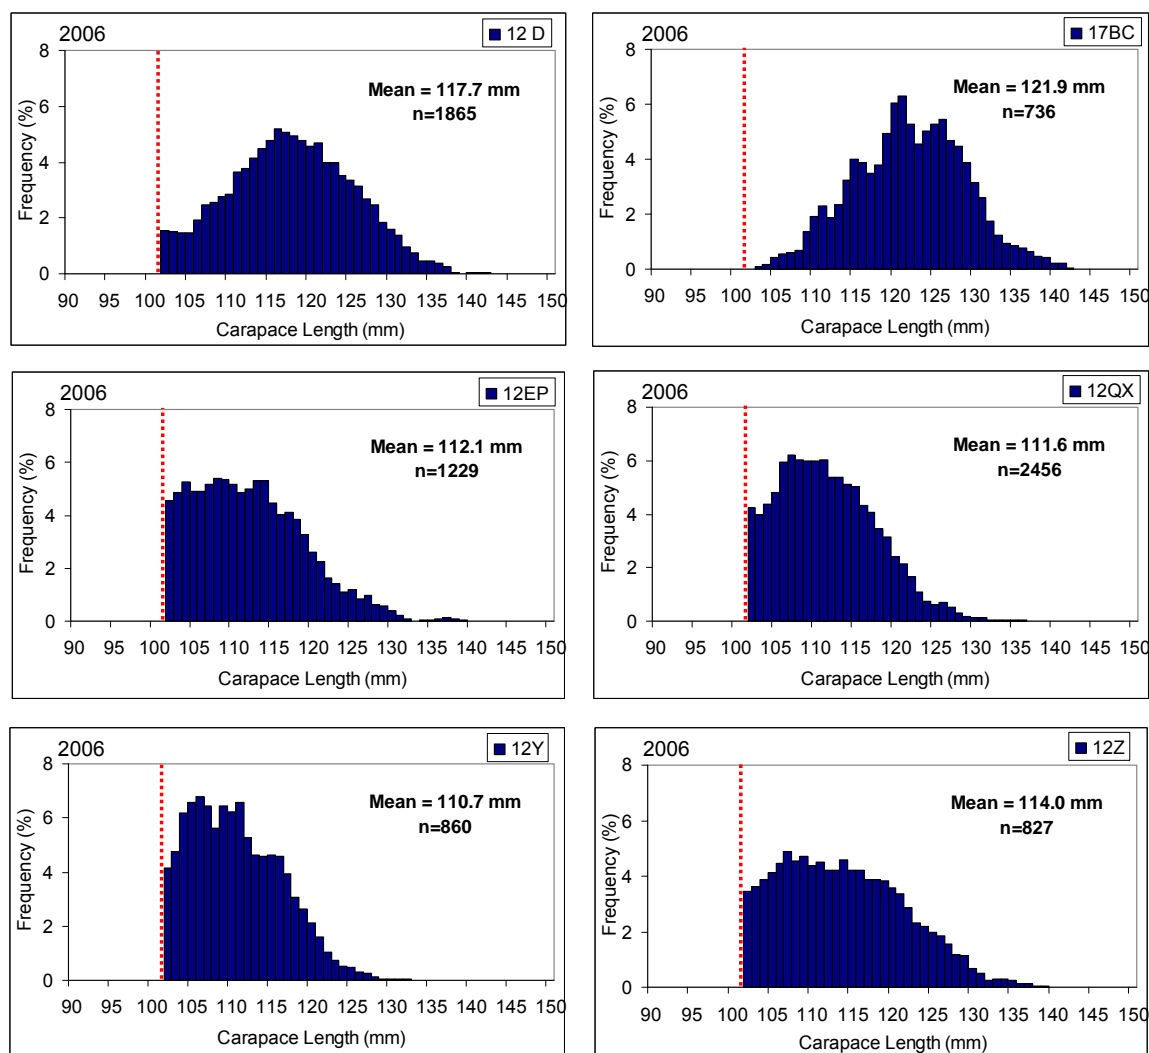 2006
12 D
8
6
4
2
0
Frequency (%)
Mean = 117.7 mm
n=1865
90 95 100 105 110 115 120 125 130 135 140 145 150
Carapace Length (mm)
2006
17BC
8
6
4
2
0
Frequency (%)
Mean = 121.9 mm
n=736
90 95 100 105 110 115 120 125 130 135 140 145 150
Carapace Length (mm)
2006
12EP
8
6
4
2
0
Frequency (%)
Mean = 112.1 mm
n=1229
90 95 100 105 110 115 120 125 130 135 140 145 150
Carapace Length (mm)
2006
12QX
8
6
4
2
0
Frequency (%)
Mean = 111.6 mm
n=2456
90 95 100 105 110 115 120 125 130 135 140 145 150
Carapace Length (mm)
2006
12Y
8
6
4
2
0
Frequency (%)
Mean = 110.7 mm
n=860
90 95 100 105 110 115 120 125 130 135 140 145 150
Carapace Length (mm)
2006
12Z
8
6
4
2
0
Frequency (%)
Mean = 114.0 mm
n=827
90 95 100 105 110 115 120 125 130 135 140 145 150
Carapace Length (mm)